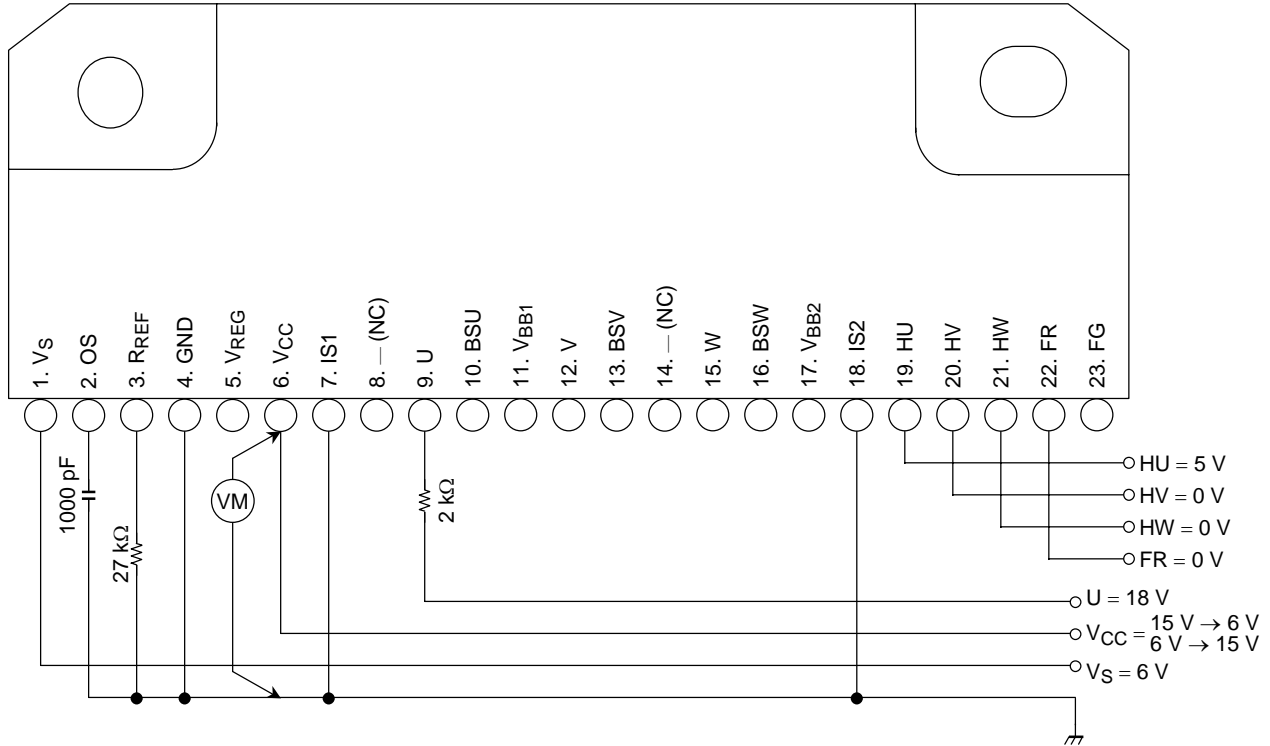 1. VS
2. OS
3. RREF
4. GND
5. VREG
6. VCC
7. IS1
8. — (NC)
9. U
10. BSU
11. VBB1
12. V
13. BSV
14. — (NC)
15. W
16. BSW
17. VBB2
18. IS2
19. HU
20. HV
21. HW
22. FR
23. FG
1000 pF
27 kΩ
VM
2 kΩ
HU = 5 V
HV = 0 V
HW = 0 V
FR = 0 V
U = 18 V
VCC = 15 V → 6 V
6 V → 15 V
VS = 6 V